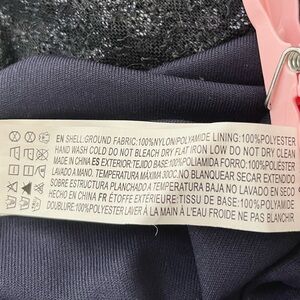 EN SHELL:GROUND FABRIC:100%NYLON/POLYAMIDE LINING:100%POLYESTER
HAND WASH COLD DO NOT BLEACH DRY FLAT IRON LOW DO NOT DRY CLEAN
MADE IN CHINA ES EXTERIOR:TEJIDO BASE:100%POLIAMIDA FORRO:100%POLIÉSTER
LAVADO A MANO. TEMPERATURA MÁXIMA 30OC.NO BLANQUEAR SECAR EXTENDIDO
SOBRE ESTRUCTURA PLANCHADO A TEMPERATURA BAJA NO LAVADO EN SECO
HECHO EN CHINA FR ÉTOFFE EXTÉRIEURE:TISSU DE BASE:100%POLYAMIDE
DOUBLURE:100%POLYESTER LAVER À LA MAIN À L'EAU FROIDE NE PAS BLANCHIR